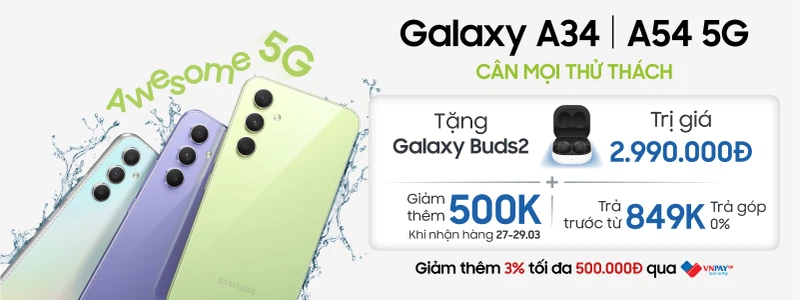 Awesome 5G
Galaxy A34 | A54 5G
CÂN MỌI THỬ THÁCH
Tặng
Galaxy Buds2
Trị giá
2.990.000Đ
+
Giảm
thêm 500K
Khi nhận hàng 27-29.03
Trả
trước từ 849K Trả góp
0%
Giảm thêm 3% tối đa 500.000Đ qua VNPAY
SAMSUNG